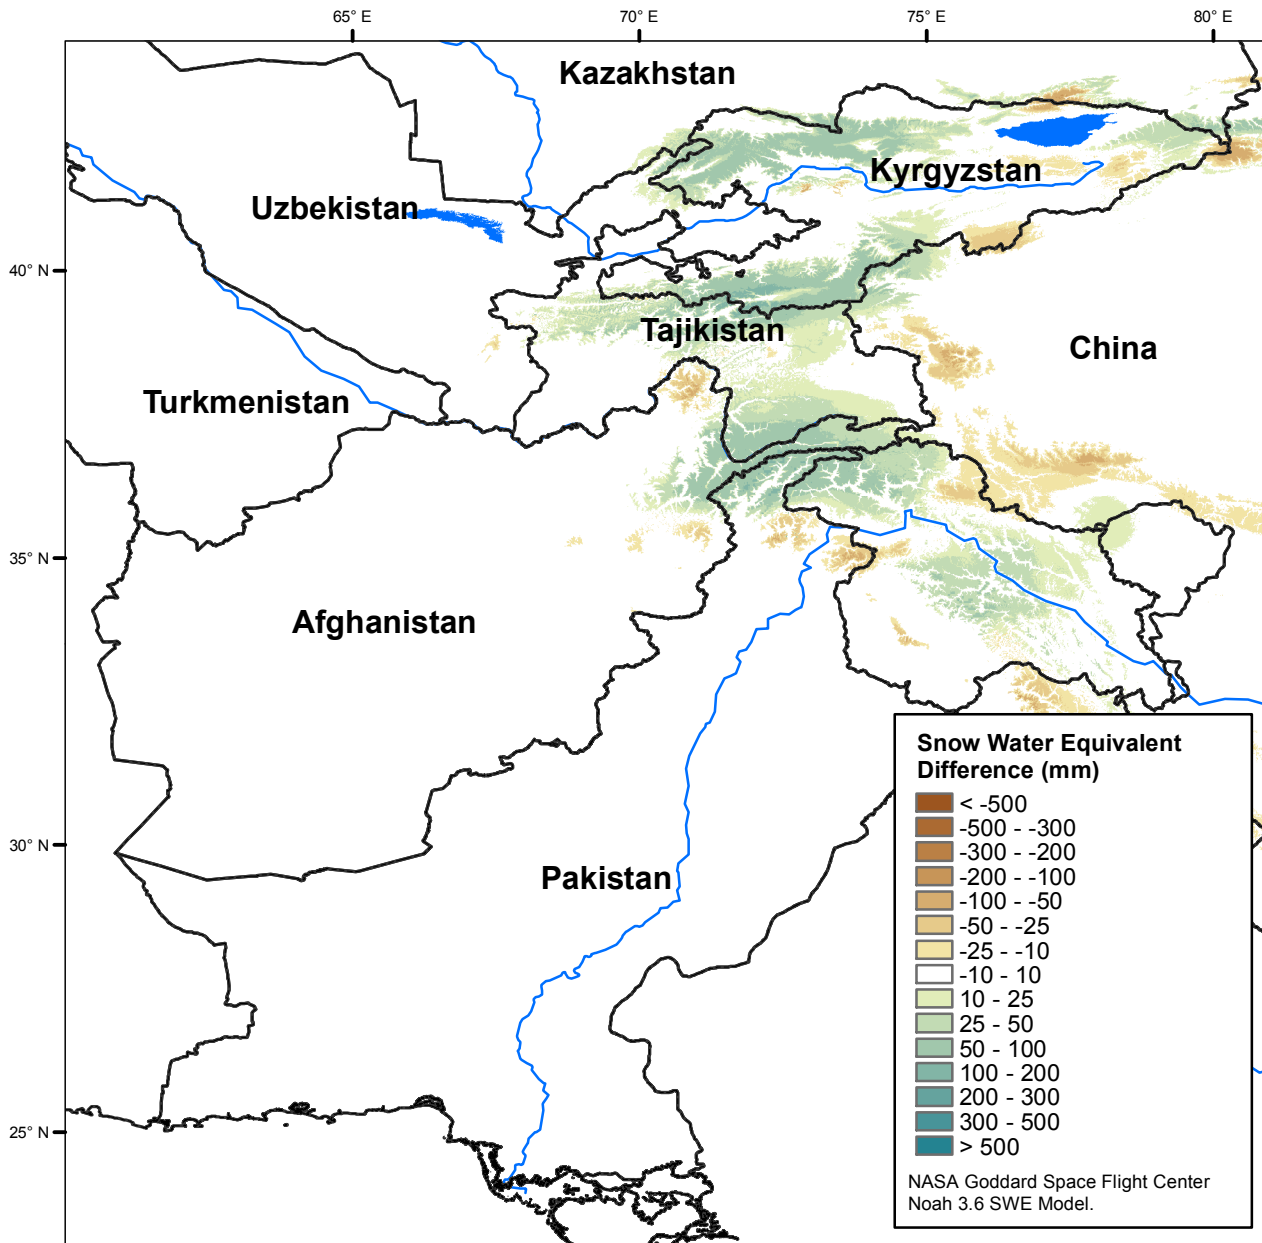 65° E
70° E
75° E
80° E
Kazakhstan
Kyrgyzstan
Uzbekistan
40° N
Tajikistan
China
Turkmenistan
35° N
Afghanistan
30° N
Pakistan
25° N
Snow Water Equivalent
Difference (mm)
< -500
-500 - -300
-300 - -200
-200 - -100
-100 - -50
-50 - -25
-25 - -10
-10 - 10
10 - 25
25 - 50
50 - 100
100 - 200
200 - 300
300 - 500
> 500
NASA Goddard Space Flight Center
Noah 3.6 SWE Model.